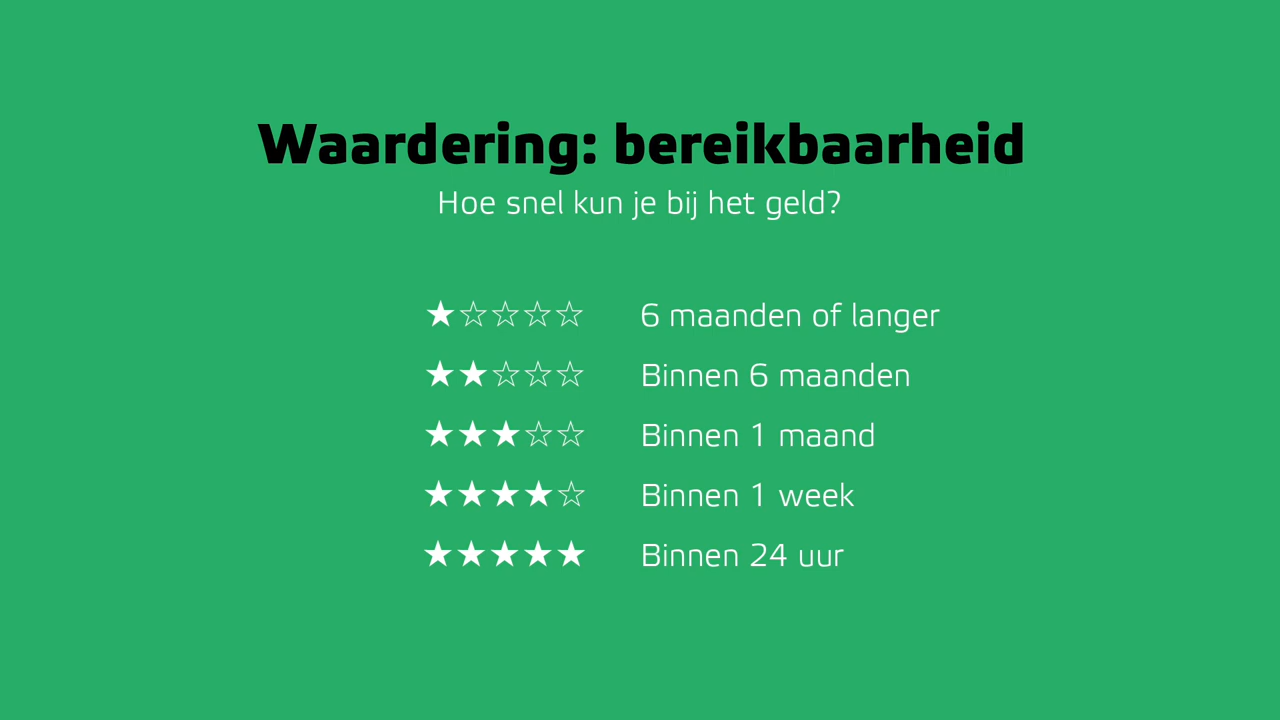 Waardering: bereikbaarheid
Hoe snel kun je bij het geld?
★☆☆☆☆ 6 maanden of langer
★★☆☆☆ Binnen 6 maanden
★★★☆☆ Binnen 1 maand
★★★★☆ Binnen 1 week
★★★★★ Binnen 24 uur